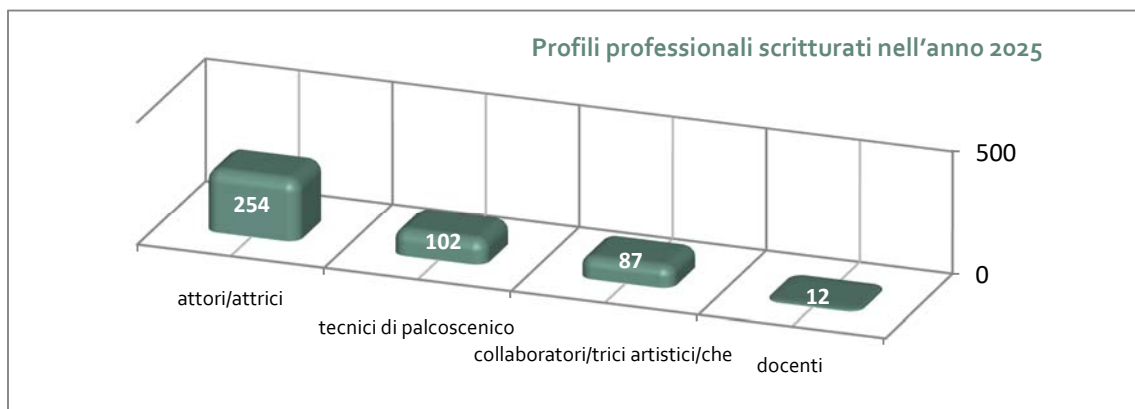 Profili professionali scritturati nell’anno 2025
500
0
254
102
87
12
attori/attrici
tecnici di palcoscenico
collaboratori/trici artistici/che
docenti